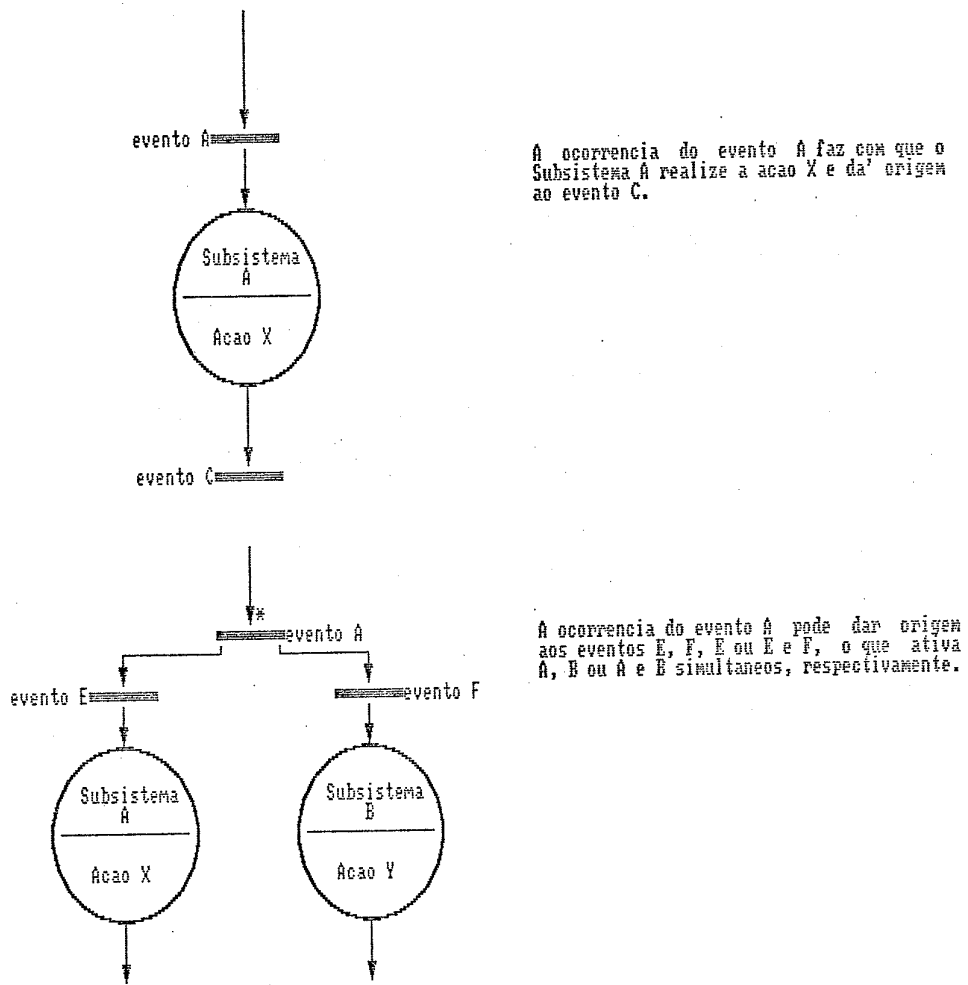 evento A
A ocorrencia do evento A faz com que o
Subsistema A realize a acao X e da' origem
ao evento C.
Subsistema
A
Acao X
evento C
*
evento A
A ocorrencia do evento A pode dar origem
aos eventos E, F, E ou E e F, o que ativa
A, B ou A e B simultaneos, respectivamente.
evento E
evento F
Subsistema
A
Acao X
Subsistema
B
Acao Y